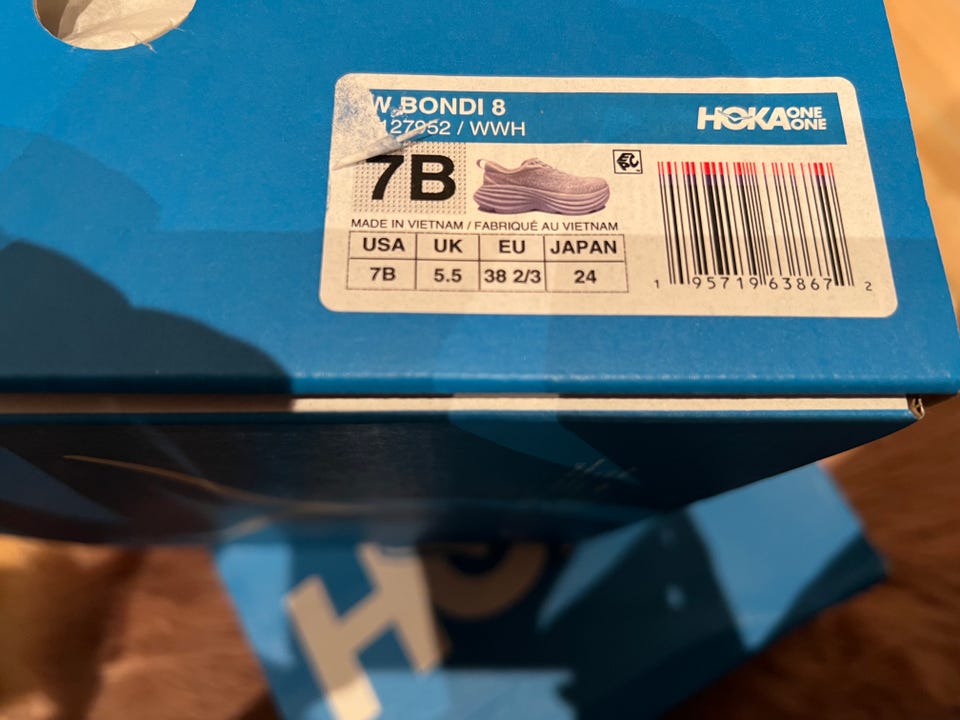 W BONDI 8
127952 / WWH
HOKA ONE ONE
7B
MADE IN VIETNAM / FABRIQUÉ AU VIETNAM
USA UK EU JAPAN
7B 5.5 38 2/3 24
1 95719 63867 2
HO